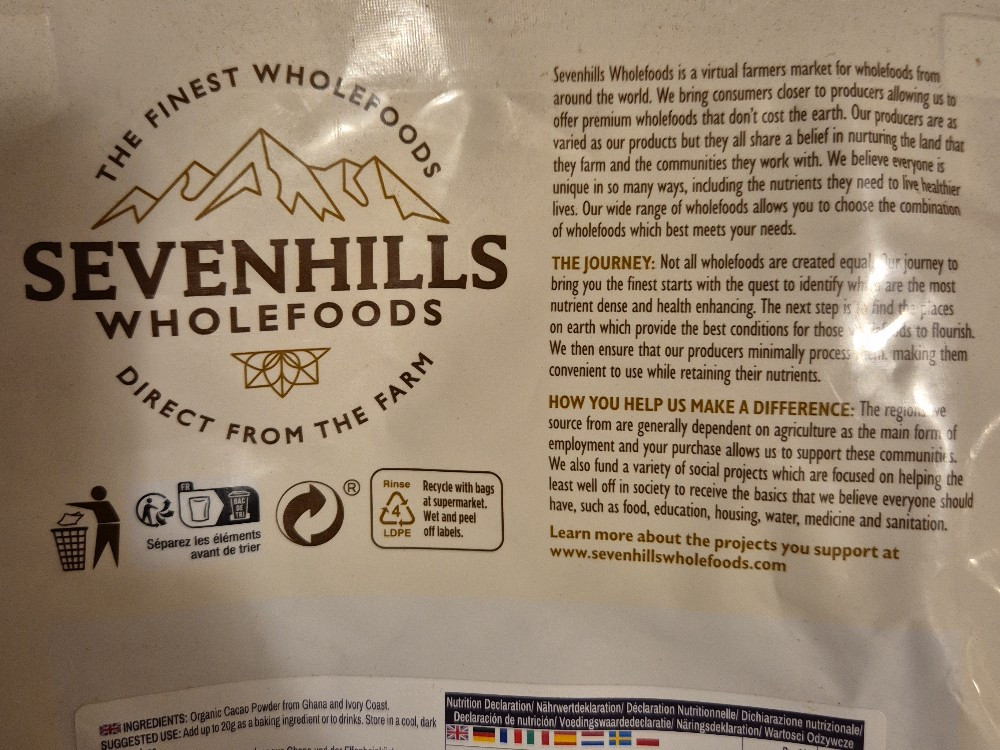 THE FINEST WHOLEFOODS
SEVENHILLS
WHOLEFOODS
DIRECT FROM THE FARM
FR
BAC
DE
TRI
Séparez les éléments
avant de trier
®
Rinse
4
LDPE
Recycle with bags
at supermarket.
Wet and peel
off labels.
Sevenhills Wholefoods is a virtual farmers market for wholefoods from
around the world. We bring consumers closer to producers allowing us to
offer premium wholefoods that don't cost the earth. Our producers are as
varied as our products but they all share a belief in nurturing the land that
they farm and the communities they work with. We believe everyone is
unique in so many ways, including the nutrients they need to live healthier
lives. Our wide range of wholefoods allows you to choose the combination
of wholefoods which best meets your needs.
THE JOURNEY: Not all wholefoods are created equal. Our journey to
bring you the finest starts with the quest to identify are the most
nutrient dense and health enhancing. The next step is to find the places
on earth which provide the best conditions for those to flourish.
We then ensure that our producers minimally process making them
convenient to use while retaining their nutrients.
HOW YOU HELP US MAKE A DIFFERENCE: The regions we
source from are generally dependent on agriculture as the main form of
employment and your purchase allows us to support these communities.
We also fund a variety of social projects which are focused on helping the
least well off in society to receive the basics that we believe everyone should
have, such as food, education, housing, water, medicine and sanitation.
Learn more about the projects you support at
www.sevenhillswholefoods.com
INGREDIENTS: Organic Cacao Powder from Ghana and Ivory Coast.
SUGGESTED USE: Add up to 20g as a baking ingredient or to drinks. Store in a cool, dark
Nutrition Declaration/ Nährwertdeklaration/ Déclaration Nutritionnelle/ Dichiarazione nutrizionale/
Declaración de nutrición/ Voedingswaardedeclaratie/ Näringsdeklaration/ Wartosci Odzywcze